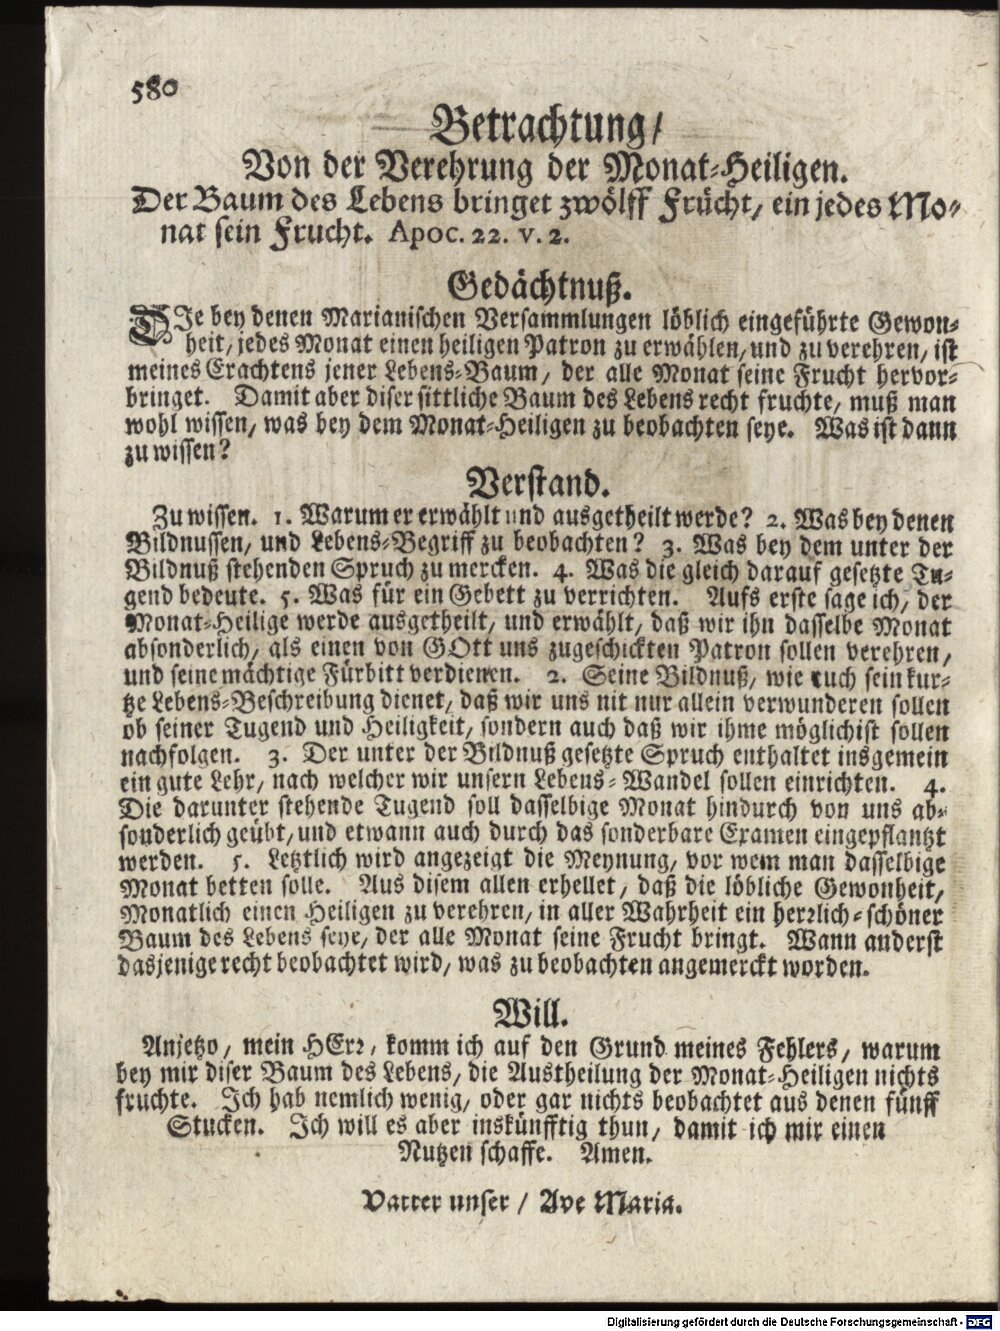 580
Betrachtung/
Von der Verehrung der Monat-Heiligen.
Der Baum des Lebens bringet zwölff Frücht/ ein jedes Mo-
nat sein Frucht. Apoc. 22. v. 2.
Gedächtnuß.
DIe bey denen Marianischen Versammlungen löblich eingeführte Gewon-
heit/ jedes Monat einen heiligen Patron zu erwählen/ und zu verehren/ ist
meines Erachtens jener Lebens-Baum/ der alle Monat seine Frucht hervor-
bringet. Damit aber diser sittliche Baum des Lebens recht fruchte/ muß man
wohl wissen/ was bey dem Monat-Heiligen zu beobachten seye. Was ist dann
zu wissen?
Verstand.
Zu wissen. 1. Warum er erwählt und ausgetheilt werde? 2. Was bey denen
Bildnussen/ und Lebens-Begriff zu beobachten? 3. Was bey dem unter der
Bildnuß stehenden Spruch zu mercken. 4. Was die gleich darauf gesetzte Tu-
gend bedeute. 5. Was für ein Gebett zu verrichten. Aufs erste sage ich/ der
Monat-Heilige werde ausgetheilt/ und erwählt/ daß wir ihn dasselbe Monat
absonderlich/ als einen von GOtt uns zugeschickten Patron sollen verehren/
und seine mächtige Fürbitt verdienen. 2. Seine Bildnuß/ wie auch sein kur-
tze Lebens-Beschreibung dienet/ daß wir uns nit nur allein verwunderen sollen
ob seiner Tugend und Heiligkeit/ sondern auch daß wir ihme möglichist sollen
nachfolgen. 3. Der unter der Bildnuß gesetzte Spruch enthaltet insgemein
ein gute Lehr/ nach welcher wir unsern Lebens-Wandel sollen einrichten. 4.
Die darunter stehende Tugend soll dasselbige Monat hindurch von uns ab-
sonderlich geübt/ und etwann auch durch das sonderbare Examen eingepflantzt
werden. 5. Letztlich wird angezeigt die Meynung/ vor wem man dasselbige
Monat betten solle. Aus disem allen erhellet/ daß die löbliche Gewonheit/
Monatlich einen Heiligen zu verehren/ in aller Wahrheit ein herrlich-schöner
Baum des Lebens seye/ der alle Monat seine Frucht bringt. Wann anderst
dasjenige recht beobachtet wird/ was zu beobachten angemerckt worden.
Will.
Anjetzo/ mein HErr/ komm ich auf den Grund meines Fehlers/ warum
bey mir diser Baum des Lebens/ die Austheilung der Monat-Heiligen nichts
fruchte. Ich hab nemlich wenig/ oder gar nichts beobachtet aus denen fünff
Stucken. Ich will es aber inskünfftig thun/ damit ich mir einen
Nutzen schaffe. Amen.
Vatter unser / Ave Maria.
Digitalisierung gefördert durch die Deutsche Forschungsgemeinschaft - DFG